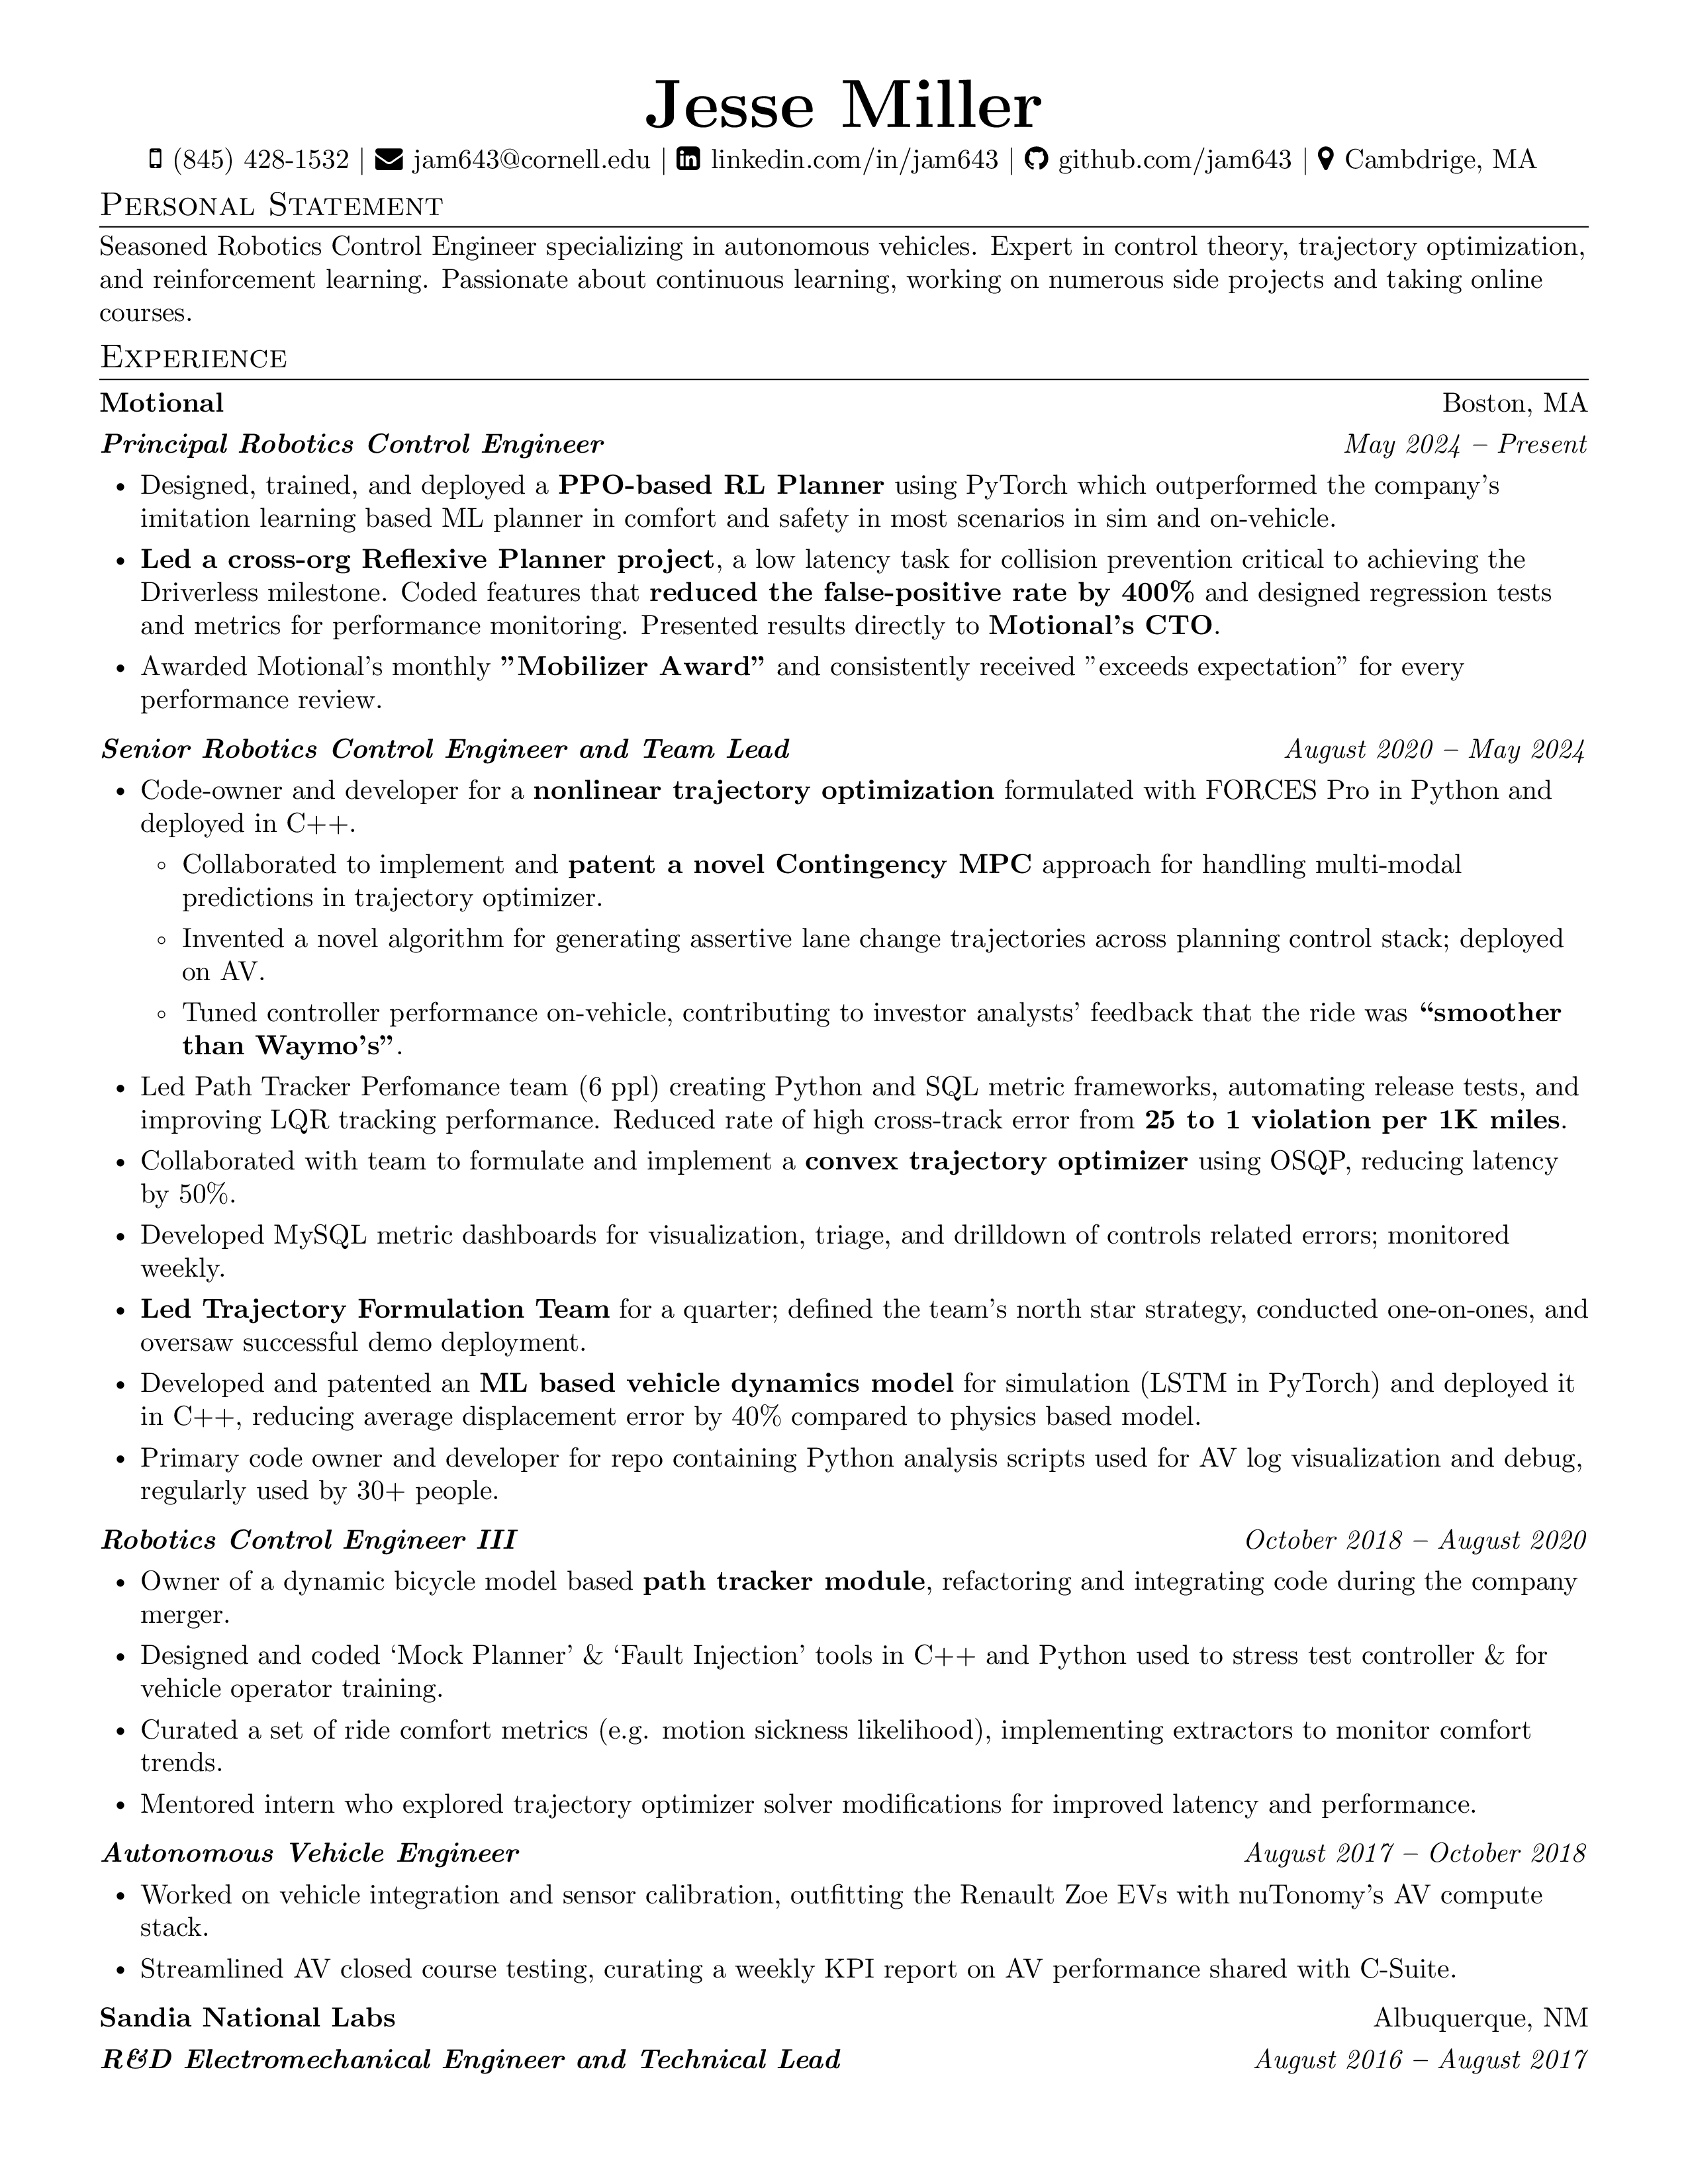 Jesse Miller
(845) 428-1532 | jam643@cornell.edu | linkedin.com/in/jam643 | github.com/jam643 | Cambdrige, MA
Personal Statement
Seasoned Robotics Control Engineer specializing in autonomous vehicles. Expert in control theory, trajectory optimization,
and reinforcement learning. Passionate about continuous learning, working on numerous side projects and taking online
courses.
Experience
Motional Boston, MA
Principal Robotics Control Engineer May 2024 – Present
• Designed, trained, and deployed a PPO-based RL Planner using PyTorch which outperformed the company's
imitation learning based ML planner in comfort and safety in most scenarios in sim and on-vehicle.
• Led a cross-org Reflexive Planner project, a low latency task for collision prevention critical to achieving the
Driverless milestone. Coded features that reduced the false-positive rate by 400% and designed regression tests
and metrics for performance monitoring. Presented results directly to Motional's CTO.
• Awarded Motional's monthly ”Mobilizer Award” and consistently received ”exceeds expectation” for every
performance review.
Senior Robotics Control Engineer and Team Lead August 2020 – May 2024
• Code-owner and developer for a nonlinear trajectory optimization formulated with FORCES Pro in Python and
deployed in C++.
◦ Collaborated to implement and patent a novel Contingency MPC approach for handling multi-modal
predictions in trajectory optimizer.
◦ Invented a novel algorithm for generating assertive lane change trajectories across planning control stack; deployed
on AV.
◦ Tuned controller performance on-vehicle, contributing to investor analysts' feedback that the ride was “smoother
than Waymo's”.
• Led Path Tracker Perfomance team (6 ppl) creating Python and SQL metric frameworks, automating release tests, and
improving LQR tracking performance. Reduced rate of high cross-track error from 25 to 1 violation per 1K miles.
• Collaborated with team to formulate and implement a convex trajectory optimizer using OSQP, reducing latency
by 50%.
• Developed MySQL metric dashboards for visualization, triage, and drilldown of controls related errors; monitored
weekly.
• Led Trajectory Formulation Team for a quarter; defined the team's north star strategy, conducted one-on-ones, and
oversaw successful demo deployment.
• Developed and patented an ML based vehicle dynamics model for simulation (LSTM in PyTorch) and deployed it
in C++, reducing average displacement error by 40% compared to physics based model.
• Primary code owner and developer for repo containing Python analysis scripts used for AV log visualization and debug,
regularly used by 30+ people.
Robotics Control Engineer III October 2018 – August 2020
• Owner of a dynamic bicycle model based path tracker module, refactoring and integrating code during the company
merger.
• Designed and coded ‘Mock Planner’ & ‘Fault Injection’ tools in C++ and Python used to stress test controller & for
vehicle operator training.
• Curated a set of ride comfort metrics (e.g. motion sickness likelihood), implementing extractors to monitor comfort
trends.
• Mentored intern who explored trajectory optimizer solver modifications for improved latency and performance.
Autonomous Vehicle Engineer August 2017 – October 2018
• Worked on vehicle integration and sensor calibration, outfitting the Renault Zoe EVs with nuTonomy's AV compute
stack.
• Streamlined AV closed course testing, curating a weekly KPI report on AV performance shared with C-Suite.
Sandia National Labs Albuquerque, NM
R&D Electromechanical Engineer and Technical Lead August 2016 – August 2017